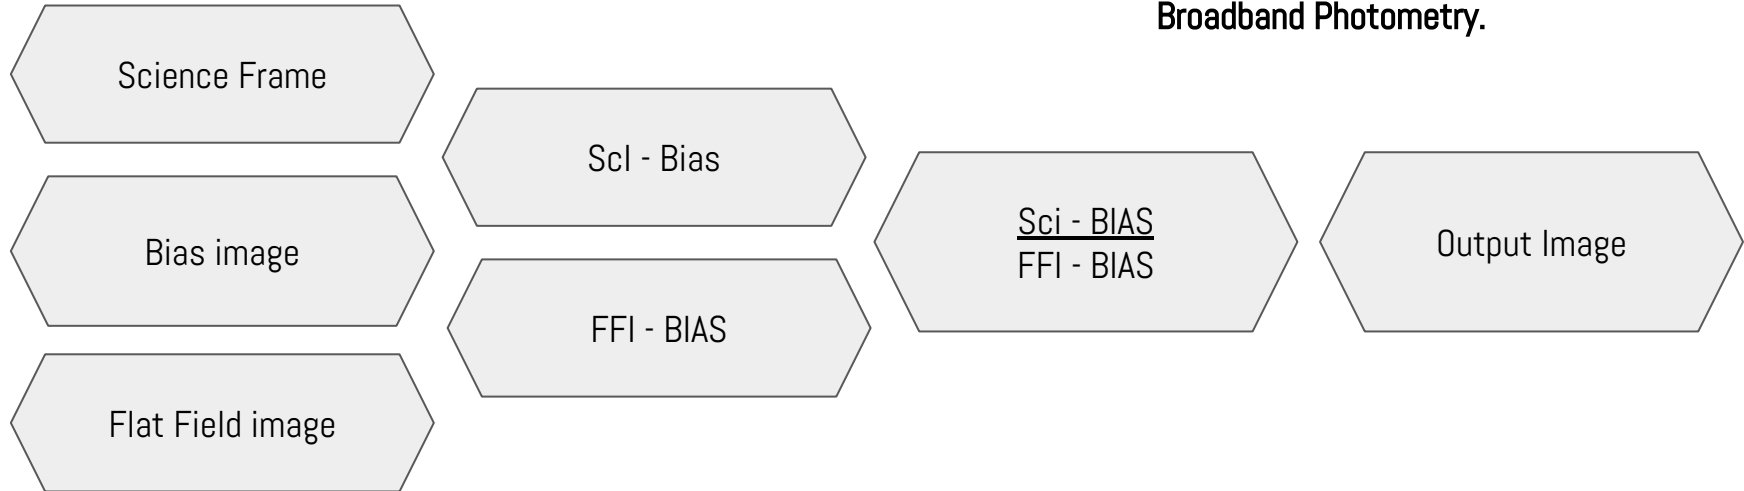 Broadband Photometry.
Science Frame
Bias image
Flat Field image
ScI - Bias
FFI - BIAS
Sci - BIAS
FFI - BIAS
Output Image